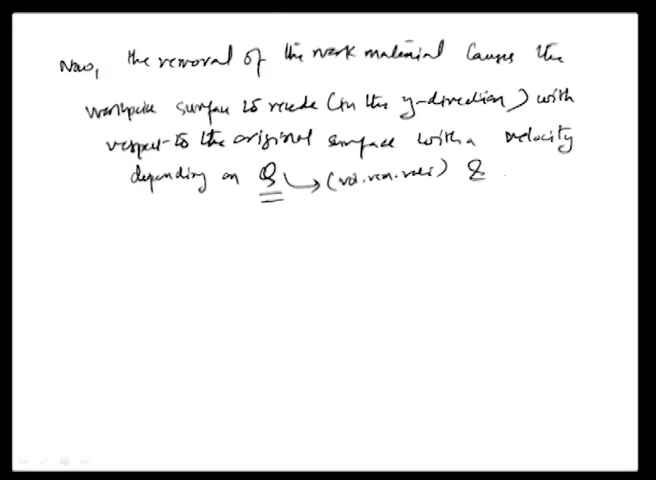 Now, the removal of the work material causes the
workpiece surface to recede (in the y-direction) with
respect to the original surface with a velocity
depending on Q → (vol. rem. rate) &